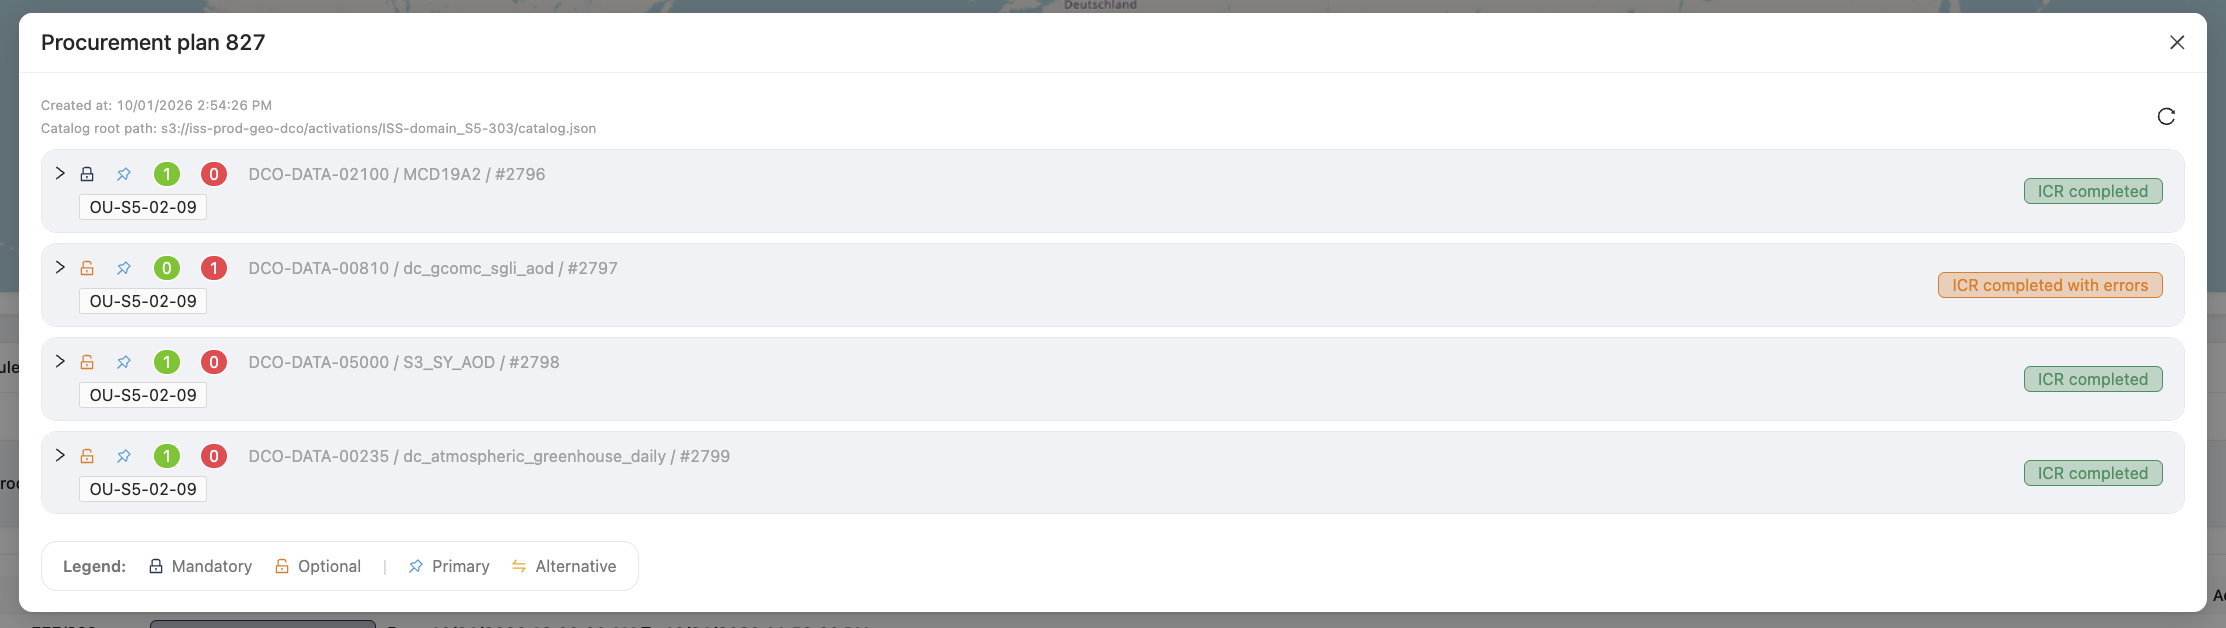 Deutschland
Procurement plan 827
Created at: 10/01/2026 2:54:26 PM
Catalog root path: s3://iss-prod-geo-dco/activations/ISS-domain_S5-303/catalog.json
1 0 DCO-DATA-02100 / MCD19A2 / #2796
OU-S5-02-09
ICR completed
0 1 DCO-DATA-00810 / dc_gcomc_sgli_aod / #2797
OU-S5-02-09
ICR completed with errors
1 0 DCO-DATA-05000 / S3_SY_AOD / #2798
OU-S5-02-09
ICR completed
1 0 DCO-DATA-00235 / dc_atmospheric_greenhouse_daily / #2799
OU-S5-02-09
ICR completed
Legend: Mandatory Optional | Primary Alternative